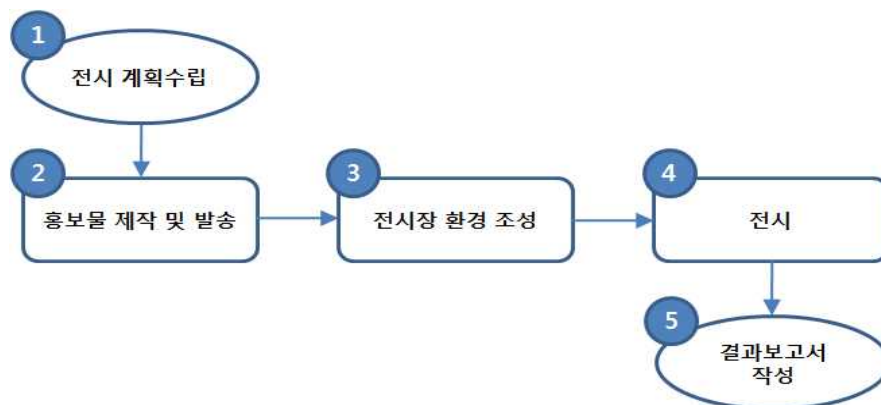 1
전시 계획수립
2
홍보물 제작 및 발송
3
전시장 환경 조성
4
전시
5
결과보고서
작성